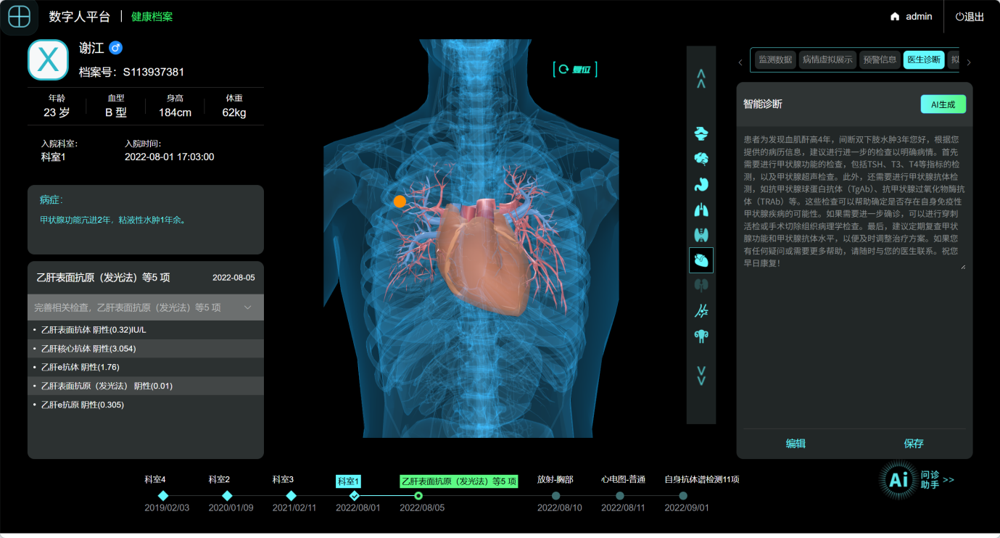 数字人平台 | 健康档案
admin
退出
X
谢江
档案号：S113937381
年龄 血型 身高 体重
23 岁 B 型 184cm 62kg
入院科室： 入院时间：
科室1 2022-08-01 17:03:00
病症：
甲状腺功能亢进2年，粘液性水肿1年余。
乙肝表面抗原（发光法）等5 项 2022-08-05
完善相关检查，乙肝表面抗原（发光法）等5 项
• 乙肝表面抗体 阴性(0.32)IU/L
• 乙肝核心抗体 阴性(3.054)
• 乙肝e抗体 阴性(1.76)
• 乙肝表面抗原（发光法） 阴性(0.01)
• 乙肝e抗原 阴性(0.305)
复位
监测数据 病情虚拟展示 预警信息 医生诊断 拟
智能诊断
AI生成
患者为发现血肌酐高4年，间断双下肢水肿3年您好，根据您
提供的病历信息，建议进行进一步的检查以明确病情。首先
需要进行甲状腺功能的检查，包括TSH、T3、T4等指标的检
测，以及甲状腺超声检查。此外，还需要进行甲状腺抗体检
测，如抗甲状腺球蛋白抗体（TgAb）、抗甲状腺过氧化物酶抗
体（TRAb）等。这些检查可以帮助确定是否存在自身免疫性
甲状腺疾病的可能性。如果需要进一步确诊，可以进行穿刺
活检或手术切除组织病理学检查。最后，建议定期复查甲状
腺功能和甲状腺抗体水平，以便及时调整治疗方案。如果您
有任何疑问或需要更多帮助，请随时与您的医生联系。祝您
早日康复！
编辑 保存
科室4 科室2 科室3 科室1 乙肝表面抗原（发光法）等5 项 放射-胸部 心电图-普通 自身抗体谱检测11项
2019/02/03 2020/01/09 2021/02/11 2022/08/01 2022/08/05 2022/08/10 2022/08/11 2022/09/01
Ai
问诊
助手 >>